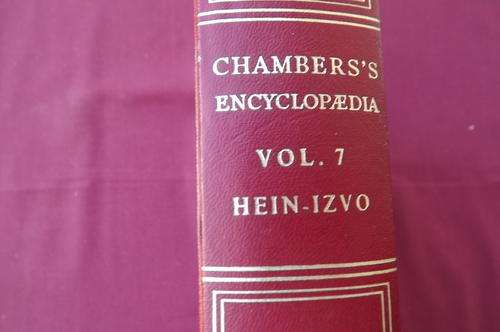 CHAMBERS'S
ENCYCLOPÆDIA
VOL. 7
HEIN-IZVO